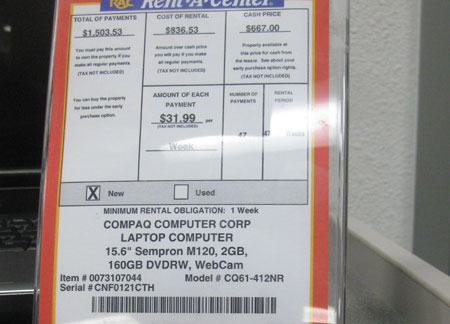 RAC Rent-A-Center
TOTAL OF PAYMENTS
$1,503.53
You must pay this amount
to own the property if you
make all regular payments.
(TAX NOT INCLUDED)
COST OF RENTAL
$836.53
Amount over cash price
you will pay if you make
all regular payments.
(TAX NOT INCLUDED)
CASH PRICE
$667.00
Property available at
this price for cash from
the lessor. See about your
early purchase option rights.
(TAX NOT INCLUDED)
You can buy the property
for less under the early
purchase option.
AMOUNT OF EACH
PAYMENT
$31.99 per
(TAX NOT INCLUDED)
Week
NUMBER OF
PAYMENTS
47
RENTAL
PERIOD
47 Weeks
X New Used
MINIMUM RENTAL OBLIGATION: 1 Week
COMPAQ COMPUTER CORP
LAPTOP COMPUTER
15.6" Sempron M120, 2GB,
160GB DVDRW, WebCam
Item # 0073107044 Model # CQ61-412NR
Serial # CNF0121CTH